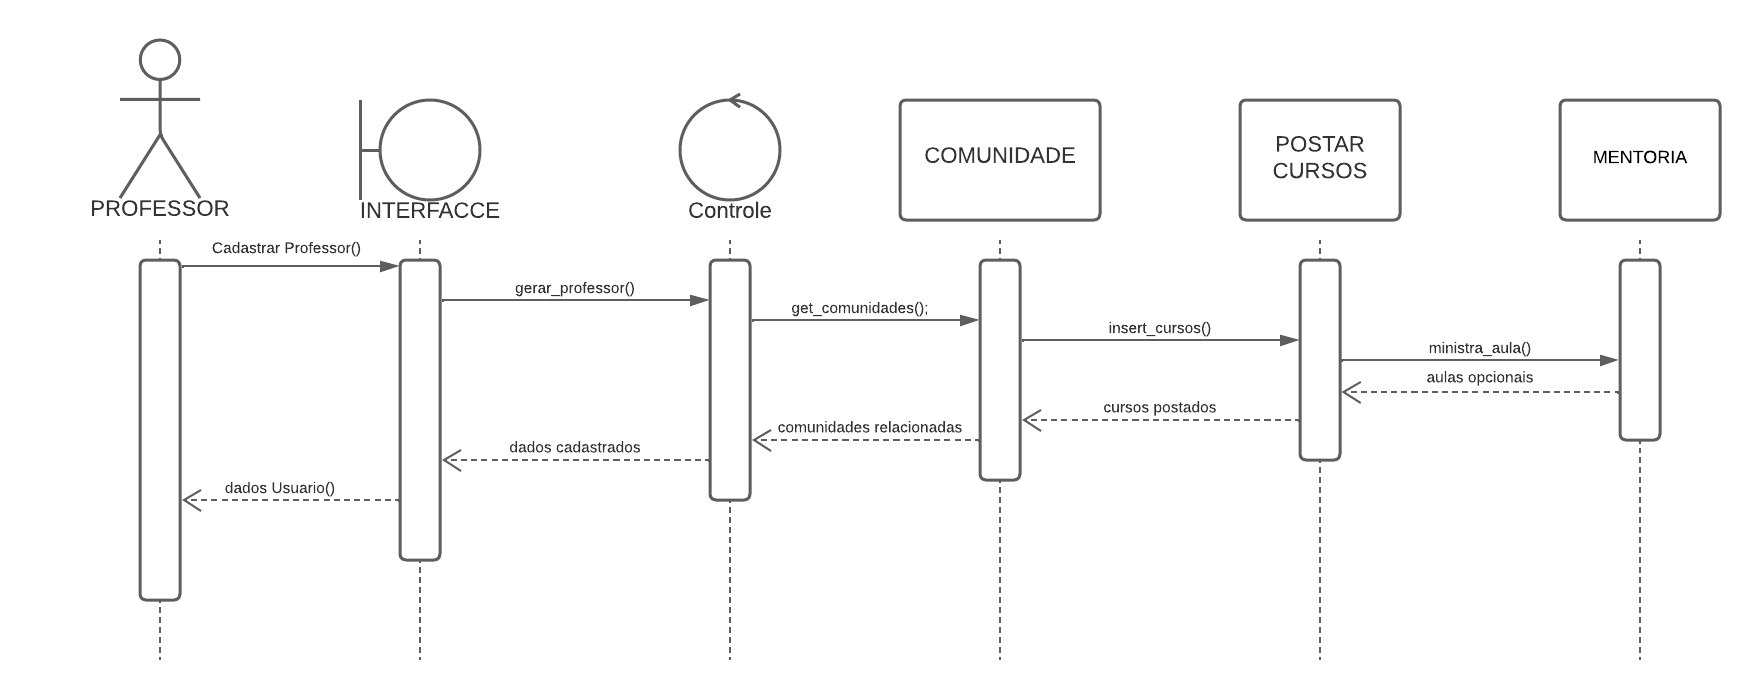 PROFESSOR
INTERFACCE
Controle
COMUNIDADE
POSTAR
CURSOS
MENTORIA
Cadastrar Professor()
gerar_professor()
get_comunidades();
insert_cursos()
ministra_aula()
aulas opcionais
cursos postados
comunidades relacionadas
dados cadastrados
dados Usuario()